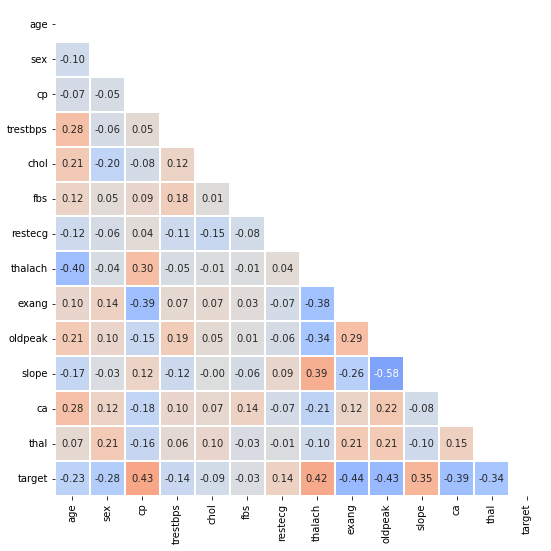 age
sex -0.10
cp -0.07 -0.05
trestbps 0.28 -0.06 0.05
chol 0.21 -0.20 -0.08 0.12
fbs 0.12 0.05 0.09 0.18 0.01
restecg -0.12 -0.06 0.04 -0.11 -0.15 -0.08
thalach -0.40 -0.04 0.30 -0.05 -0.01 -0.01 0.04
exang 0.10 0.14 -0.39 0.07 0.07 0.03 -0.07 -0.38
oldpeak 0.21 0.10 -0.15 0.19 0.05 0.01 -0.06 -0.34 0.29
slope -0.17 -0.03 0.12 -0.12 -0.00 -0.06 0.09 0.39 -0.26 -0.58
ca 0.28 0.12 -0.18 0.10 0.07 0.14 -0.07 -0.21 0.12 0.22 -0.08
thal 0.07 0.21 -0.16 0.06 0.10 -0.03 -0.01 -0.10 0.21 0.21 -0.10 0.15
target -0.23 -0.28 0.43 -0.14 -0.09 -0.03 0.14 0.42 -0.44 -0.43 0.35 -0.39 -0.34
age sex cp trestbps chol fbs restecg thalach exang oldpeak slope ca thal target